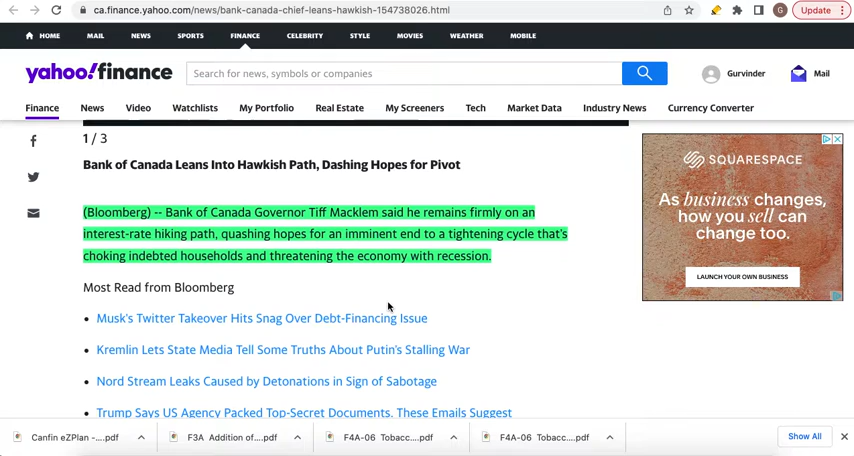 ca.finance.yahoo.com/news/bank-canada-chief-leans-hawkish-154738026.html
G
Update
HOME MAIL NEWS SPORTS FINANCE CELEBRITY STYLE MOVIES WEATHER MOBILE
yahoo!finance
Search for news, symbols or companies
Gurvinder
Mail
Finance News Video Watchlists My Portfolio Real Estate My Screeners Tech Market Data Industry News Currency Converter
1 / 3
Bank of Canada Leans Into Hawkish Path, Dashing Hopes for Pivot
(Bloomberg) -- Bank of Canada Governor Tiff Macklem said he remains firmly on an
interest-rate hiking path, quashing hopes for an imminent end to a tightening cycle that's
choking indebted households and threatening the economy with recession.
Most Read from Bloomberg
• Musk's Twitter Takeover Hits Snag Over Debt-Financing Issue
• Kremlin Lets State Media Tell Some Truths About Putin's Stalling War
• Nord Stream Leaks Caused by Detonations in Sign of Sabotage
• Trump Says US Agency Packed Top-Secret Documents. These Emails Suggest
SQUARESPACE
As business changes,
how you sell can
change too.
LAUNCH YOUR OWN BUSINESS
Canfin eZPlan -....pdf
F3A Addition of....pdf
F4A-06 Tobacc....pdf
F4A-06 Tobacc....pdf
Show All